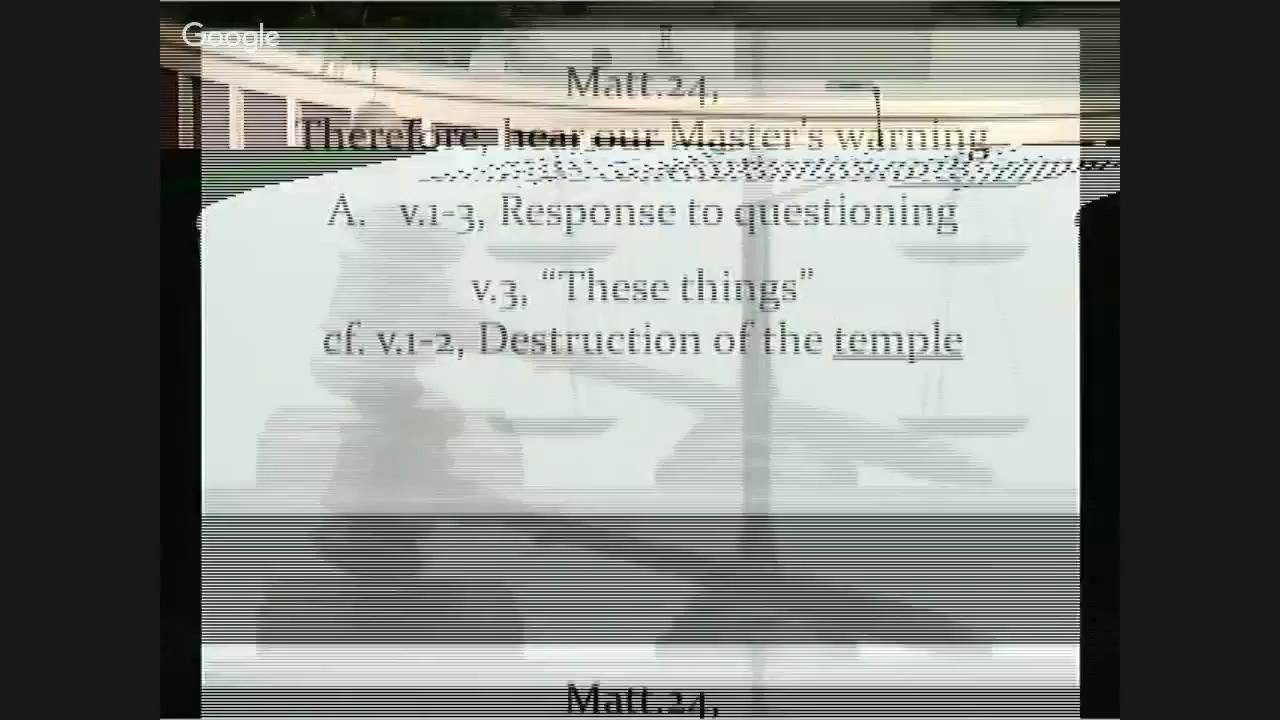 Google
Matt.24,
Therefore, hear our Master's warning
A. v.1-3, Response to questioning
v.3, “These things”
cf. v.1-2, Destruction of the temple
Matt.24,